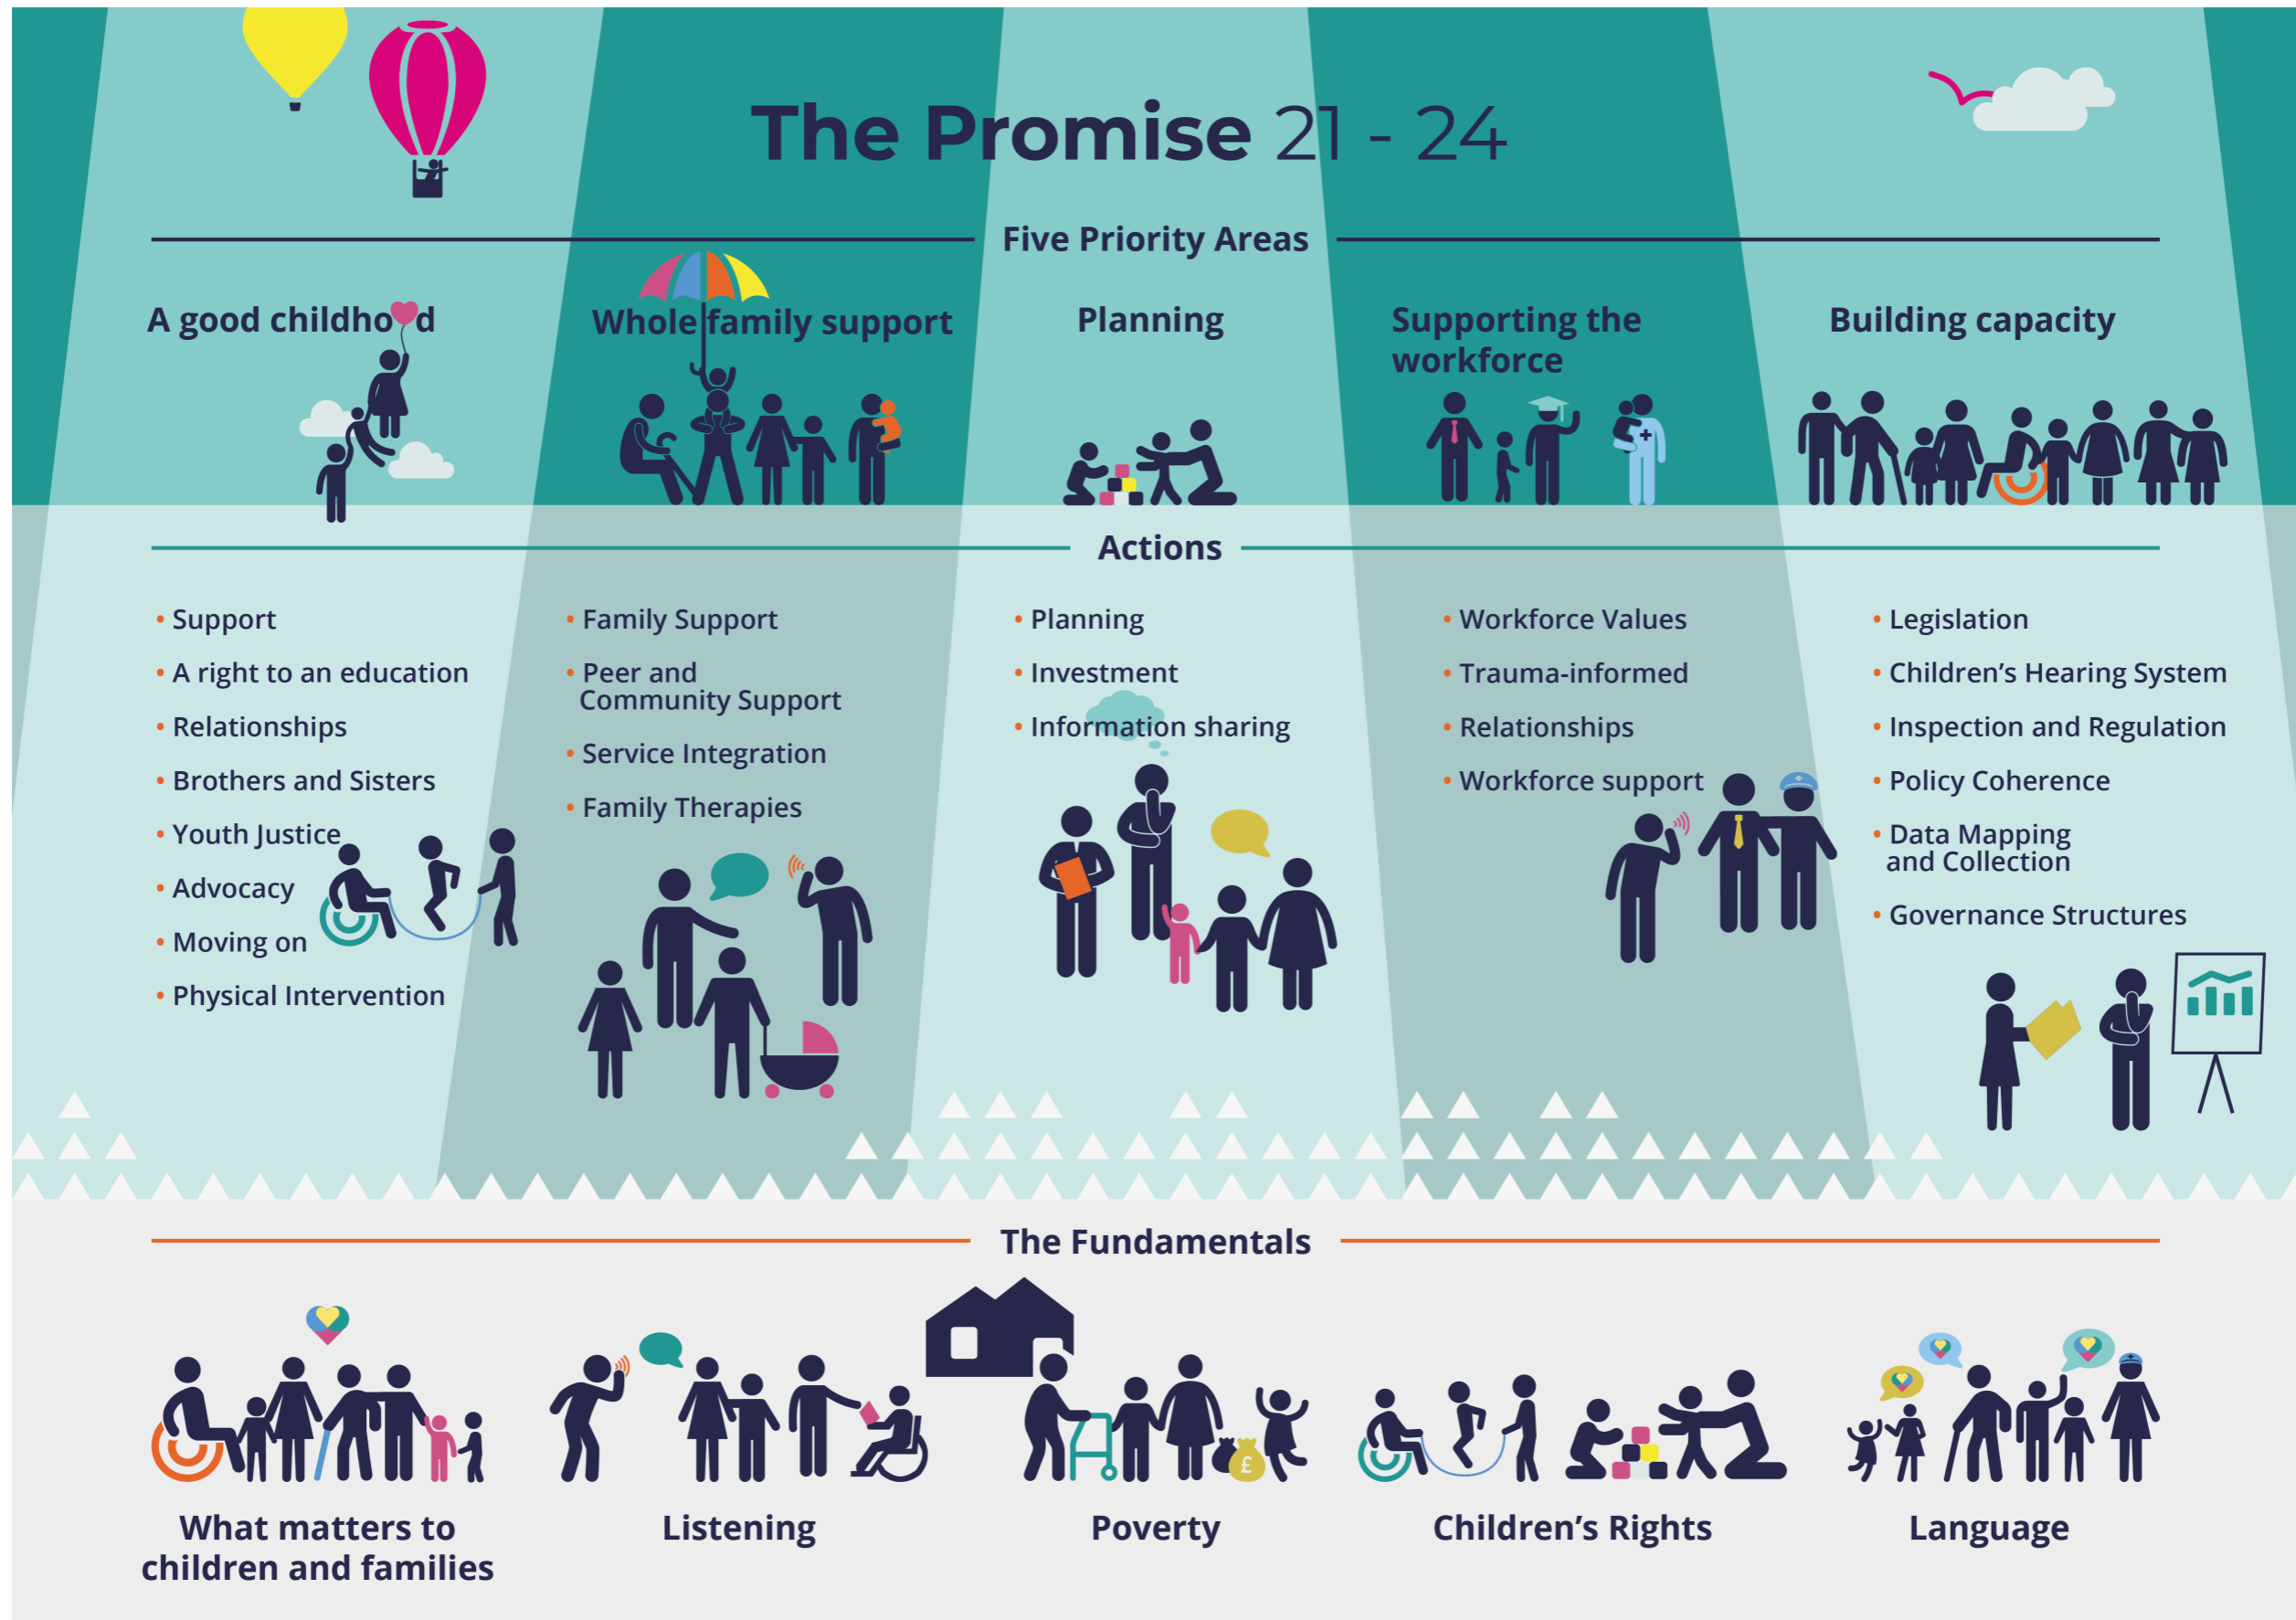 The Promise 21 - 24
Five Priority Areas
A good childho d
Whole family support
Planning
Supporting the
workforce
Building capacity
Actions
• Support
• A right to an education
• Relationships
• Brothers and Sisters
• Youth Justice
• Advocacy
• Moving on
• Physical Intervention
• Family Support
• Peer and
Community Support
• Service Integration
• Family Therapies
• Planning
• Investment
• Information sharing
• Workforce Values
• Trauma-informed
• Relationships
• Workforce support
• Legislation
• Children’s Hearing System
• Inspection and Regulation
• Policy Coherence
• Data Mapping
and Collection
• Governance Structures
The Fundamentals
£
What matters to
children and families
Listening
Poverty
Children’s Rights
Language